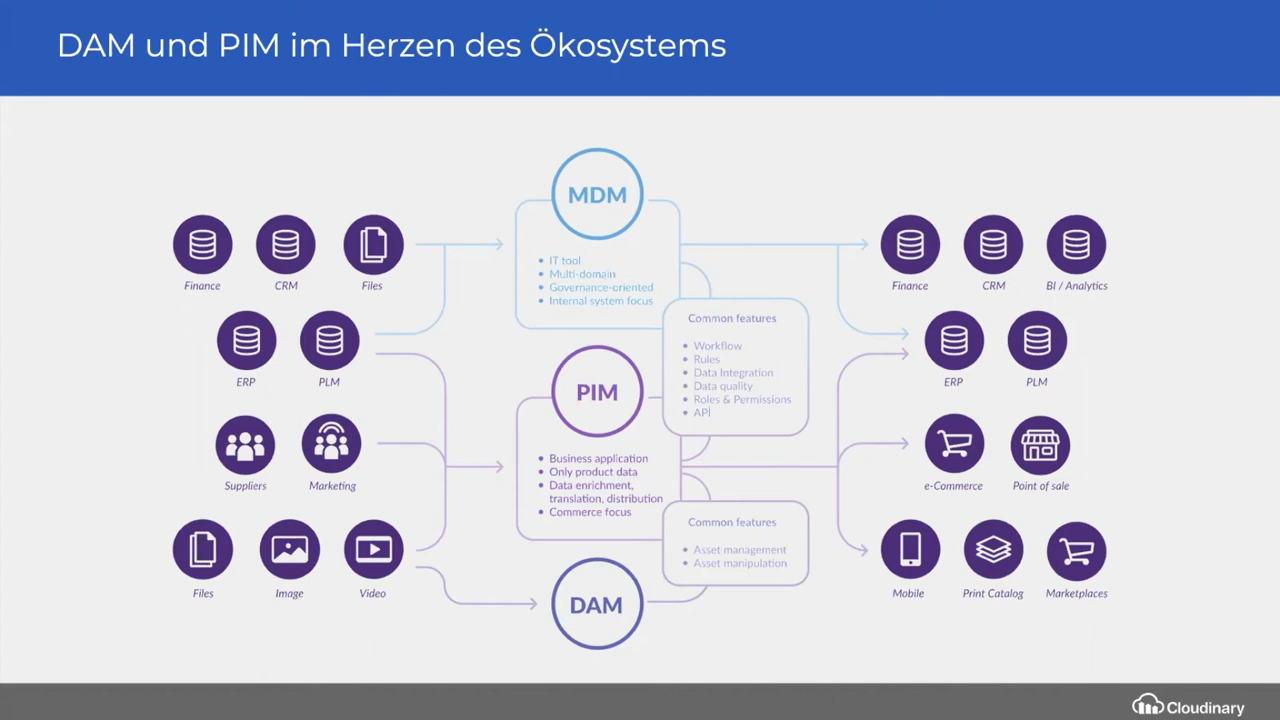 DAM und PIM im Herzen des Ökosystems
MDM
Finance
CRM
Files
• IT tool
• Multi-domain
• Governance-oriented
• Internal system focus
Finance
CRM
BI / Analytics
Common features
• Workflow
• Rules
• Data Integration
• Data quality
• Roles & Permissions
• API
ERP
PLM
PIM
ERP
PLM
• Business application
• Only product data
• Data enrichment,
translation, distribution
• Commerce focus
Suppliers
Marketing
e-Commerce
Point of sale
Common features
• Asset management
• Asset manipulation
Files
Image
Video
DAM
Mobile
Print Catalog
Marketplaces
Cloudinary